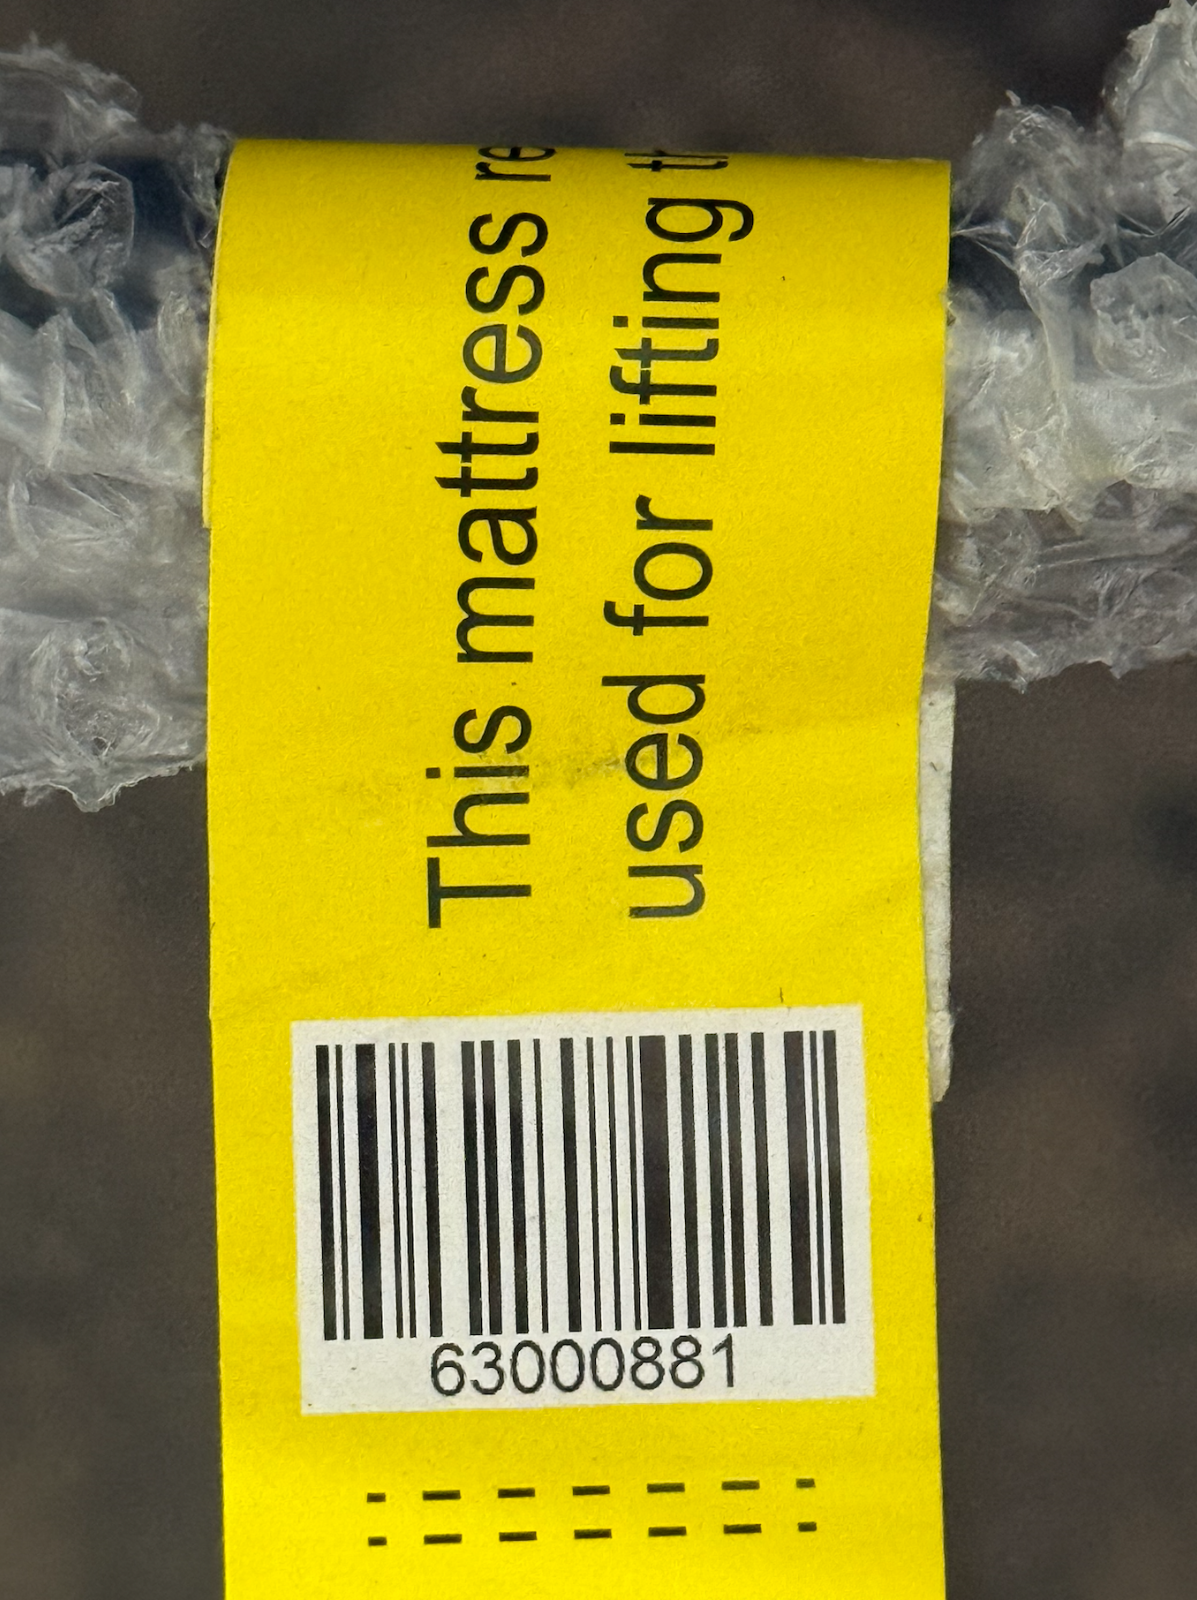 This mattress
used for lifting
63000881